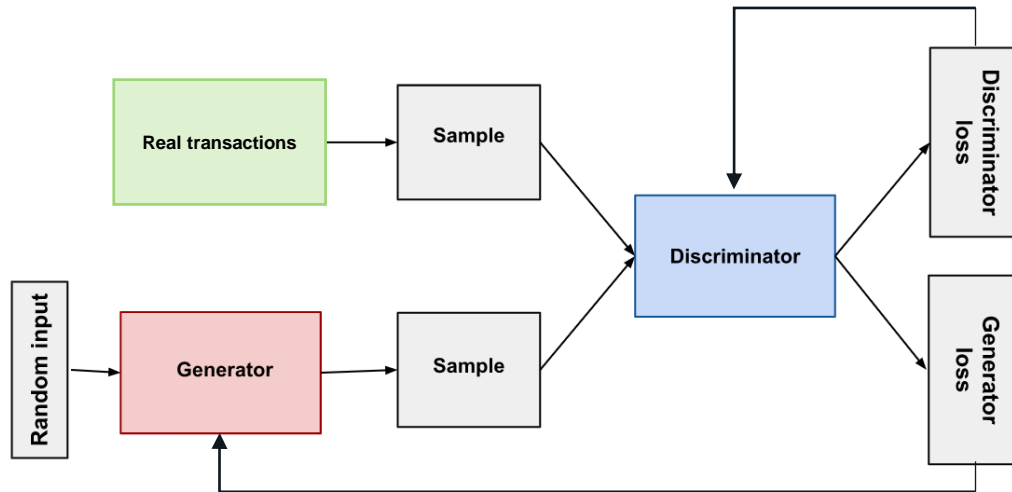 Real transactions
Sample
Discriminator
loss
Discriminator
Random input
Generator
Sample
Generator
loss